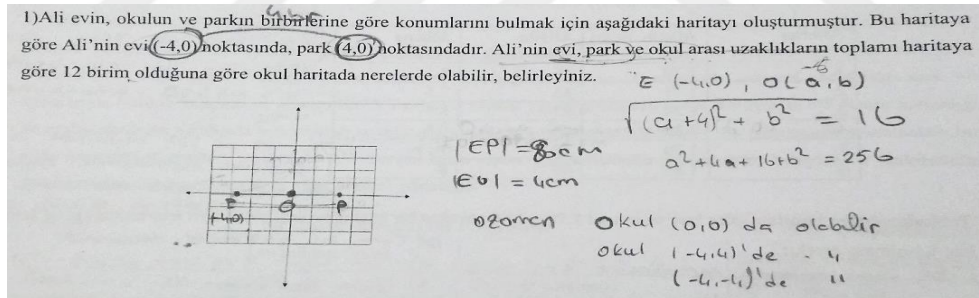 1)Ali evin, okulun ve parkın birbirlerine göre konumlarını bulmak için aşağıdaki haritayı oluşturmuştur. Bu haritaya
göre Ali'nin evi (-4,0) noktasında, park (4,0) noktasındadır. Ali'nin evi, park ve okul arası uzaklıkların toplamı haritaya
göre 12 birim olduğuna göre okul haritada nerelerde olabilir, belirleyiniz.
E (-4,0), O(a,b)
√(a+4)² + b² = 16
|EP| = 8cm
a²+4a+16+b² = 256
|EO| = 4cm
E O P
(-4,0)
ozaman Okul (0,0) da olabilir
okul (-4,4)'de "
(-4,-4)'de "